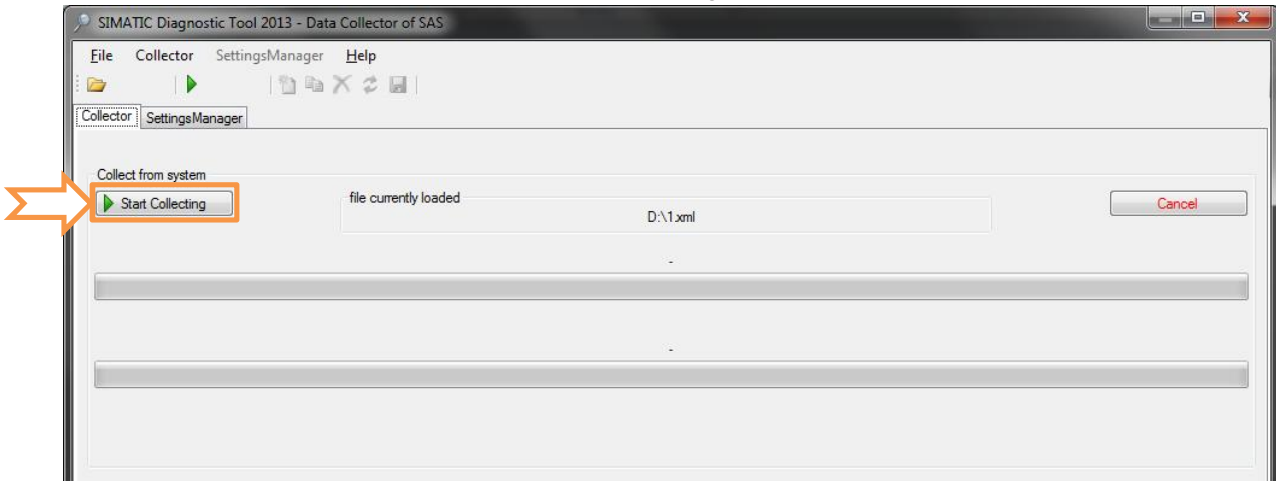 SIMATIC Diagnostic Tool 2013 - Data Collector of SAS
File Collector SettingsManager Help
Collector SettingsManager
Collect from system
Start Collecting
file currently loaded
D:\1.xml
Cancel
-
-